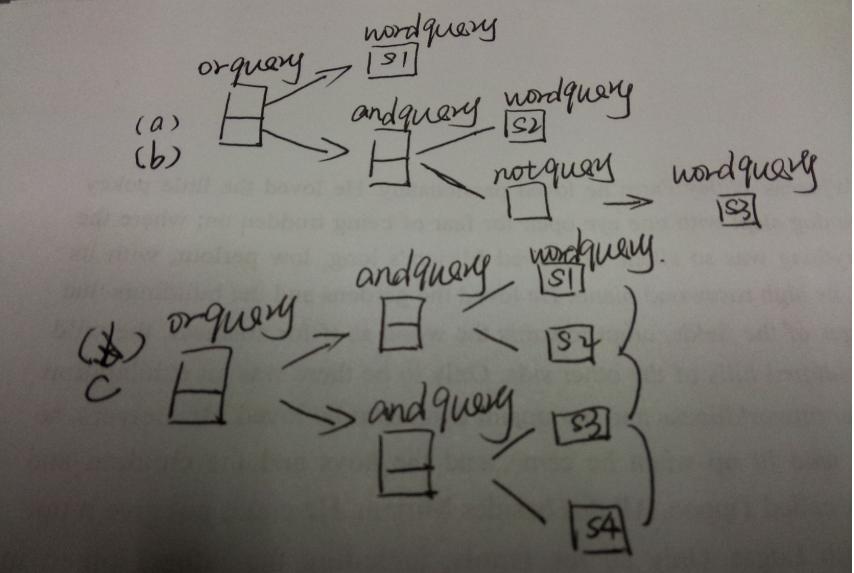 wordquery
orquery
S1
(a)
(b)
andquery
wordquery
S2
notquery
wordquery
S3
andquery
wordquery.
S1
orquery
S2
C
andquery
S3
S4